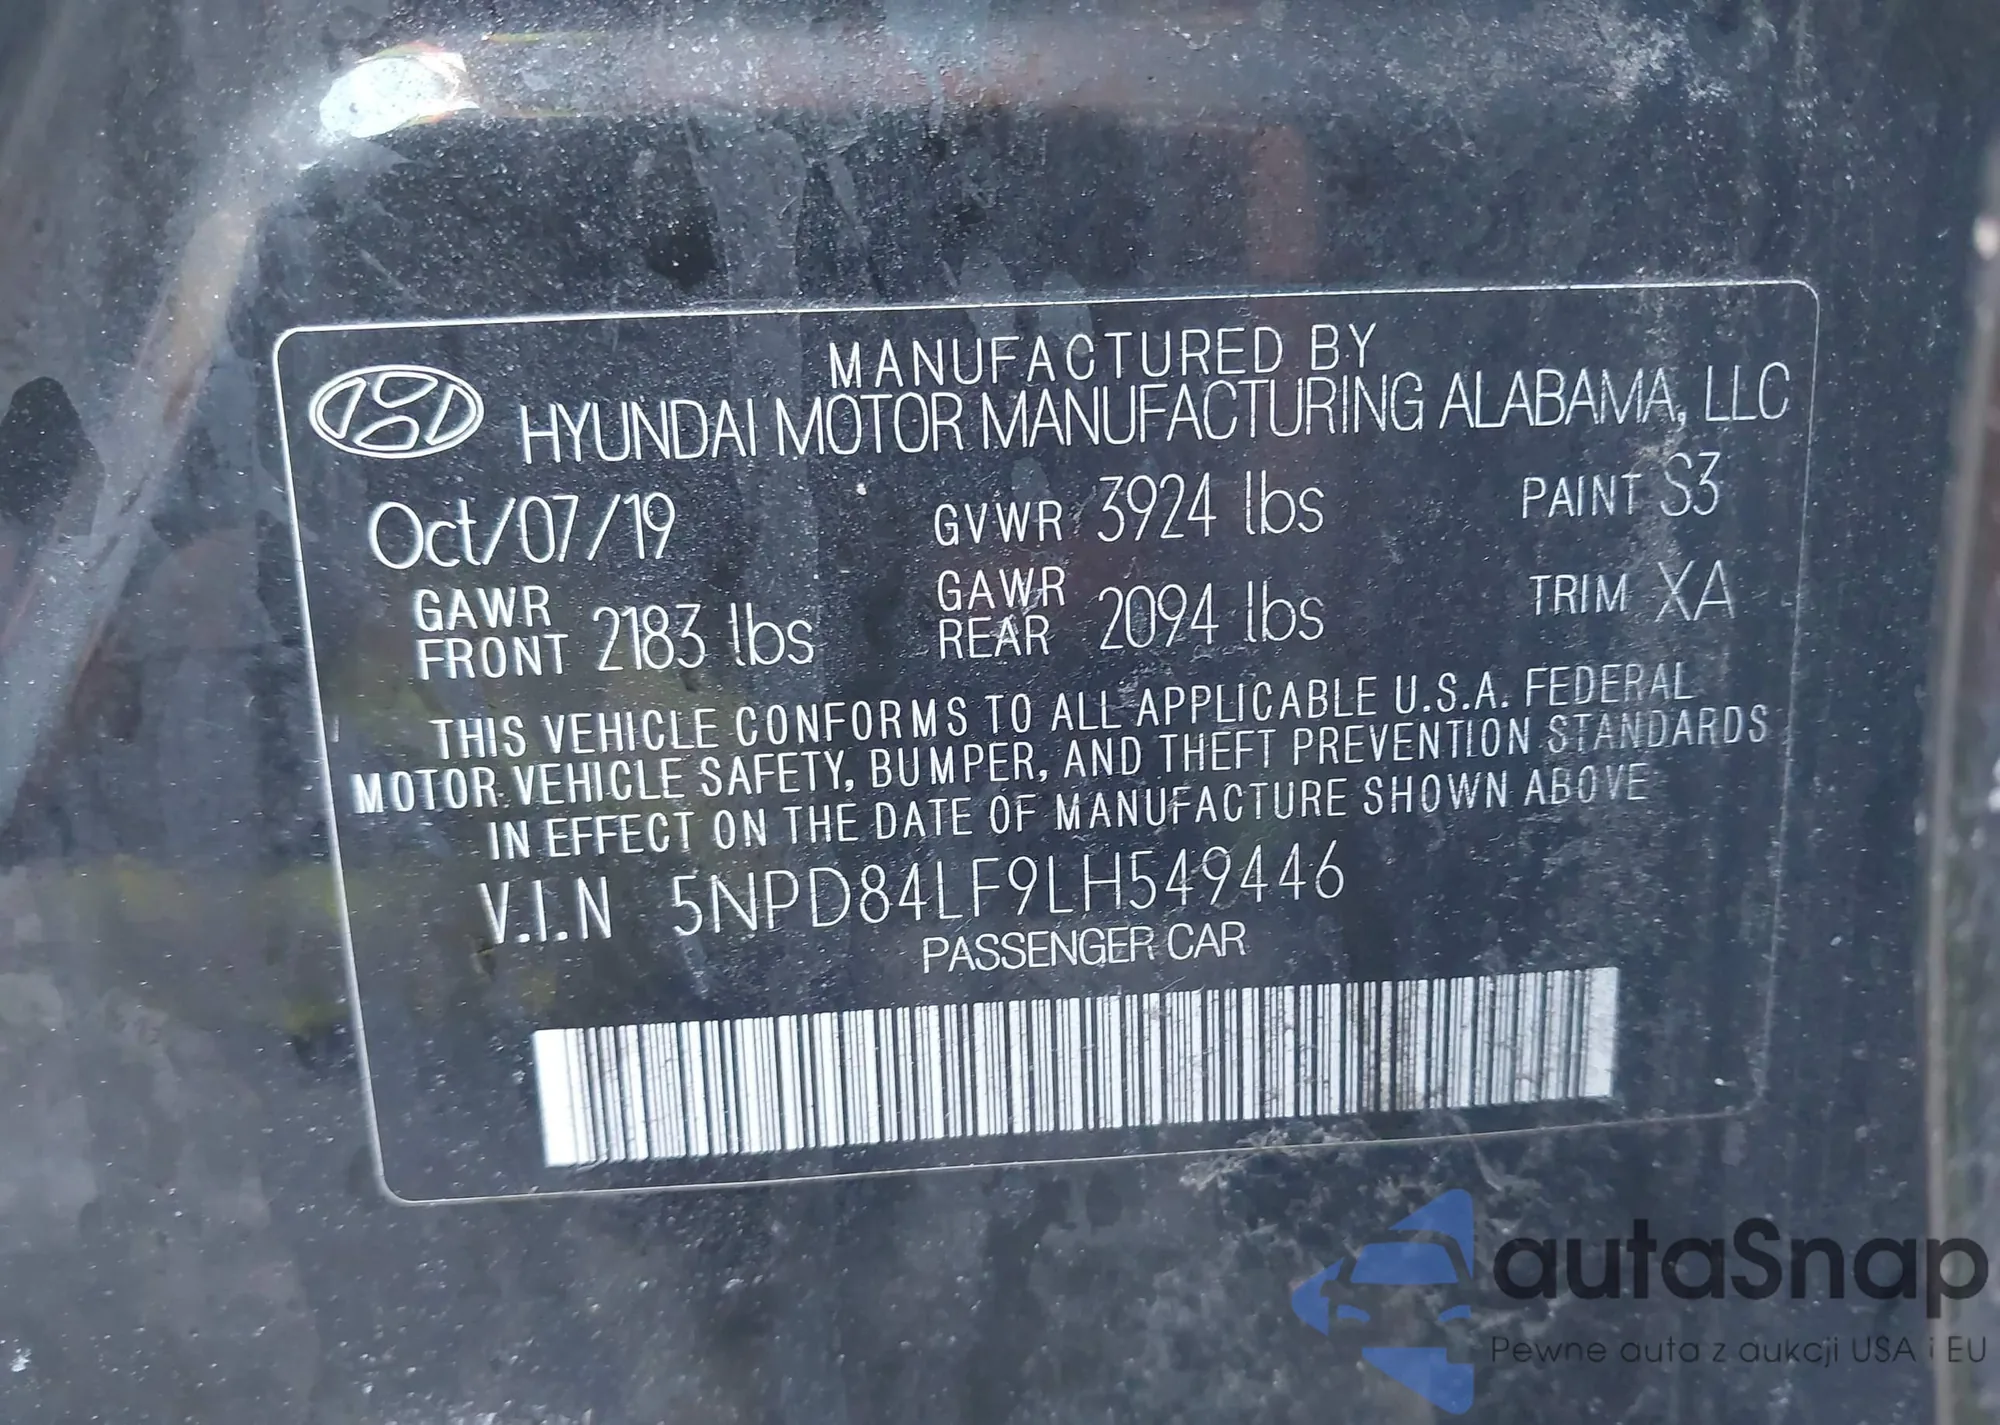 MANUFACTURED BY
HYUNDAI MOTOR MANUFACTURING ALABAMA, LLC
Oct/07/19 GVWR 3924 lbs PAINT S3
GAWR FRONT 2183 lbs GAWR REAR 2094 lbs TRIM XA
THIS VEHICLE CONFORMS TO ALL APPLICABLE U.S.A. FEDERAL
MOTOR VEHICLE SAFETY, BUMPER, AND THEFT PREVENTION STANDARDS
IN EFFECT ON THE DATE OF MANUFACTURE SHOWN ABOVE
V.I.N 5NPD84LF9LH549446
PASSENGER CAR
autaSnap
Pewne auta z aukcji USA i EU